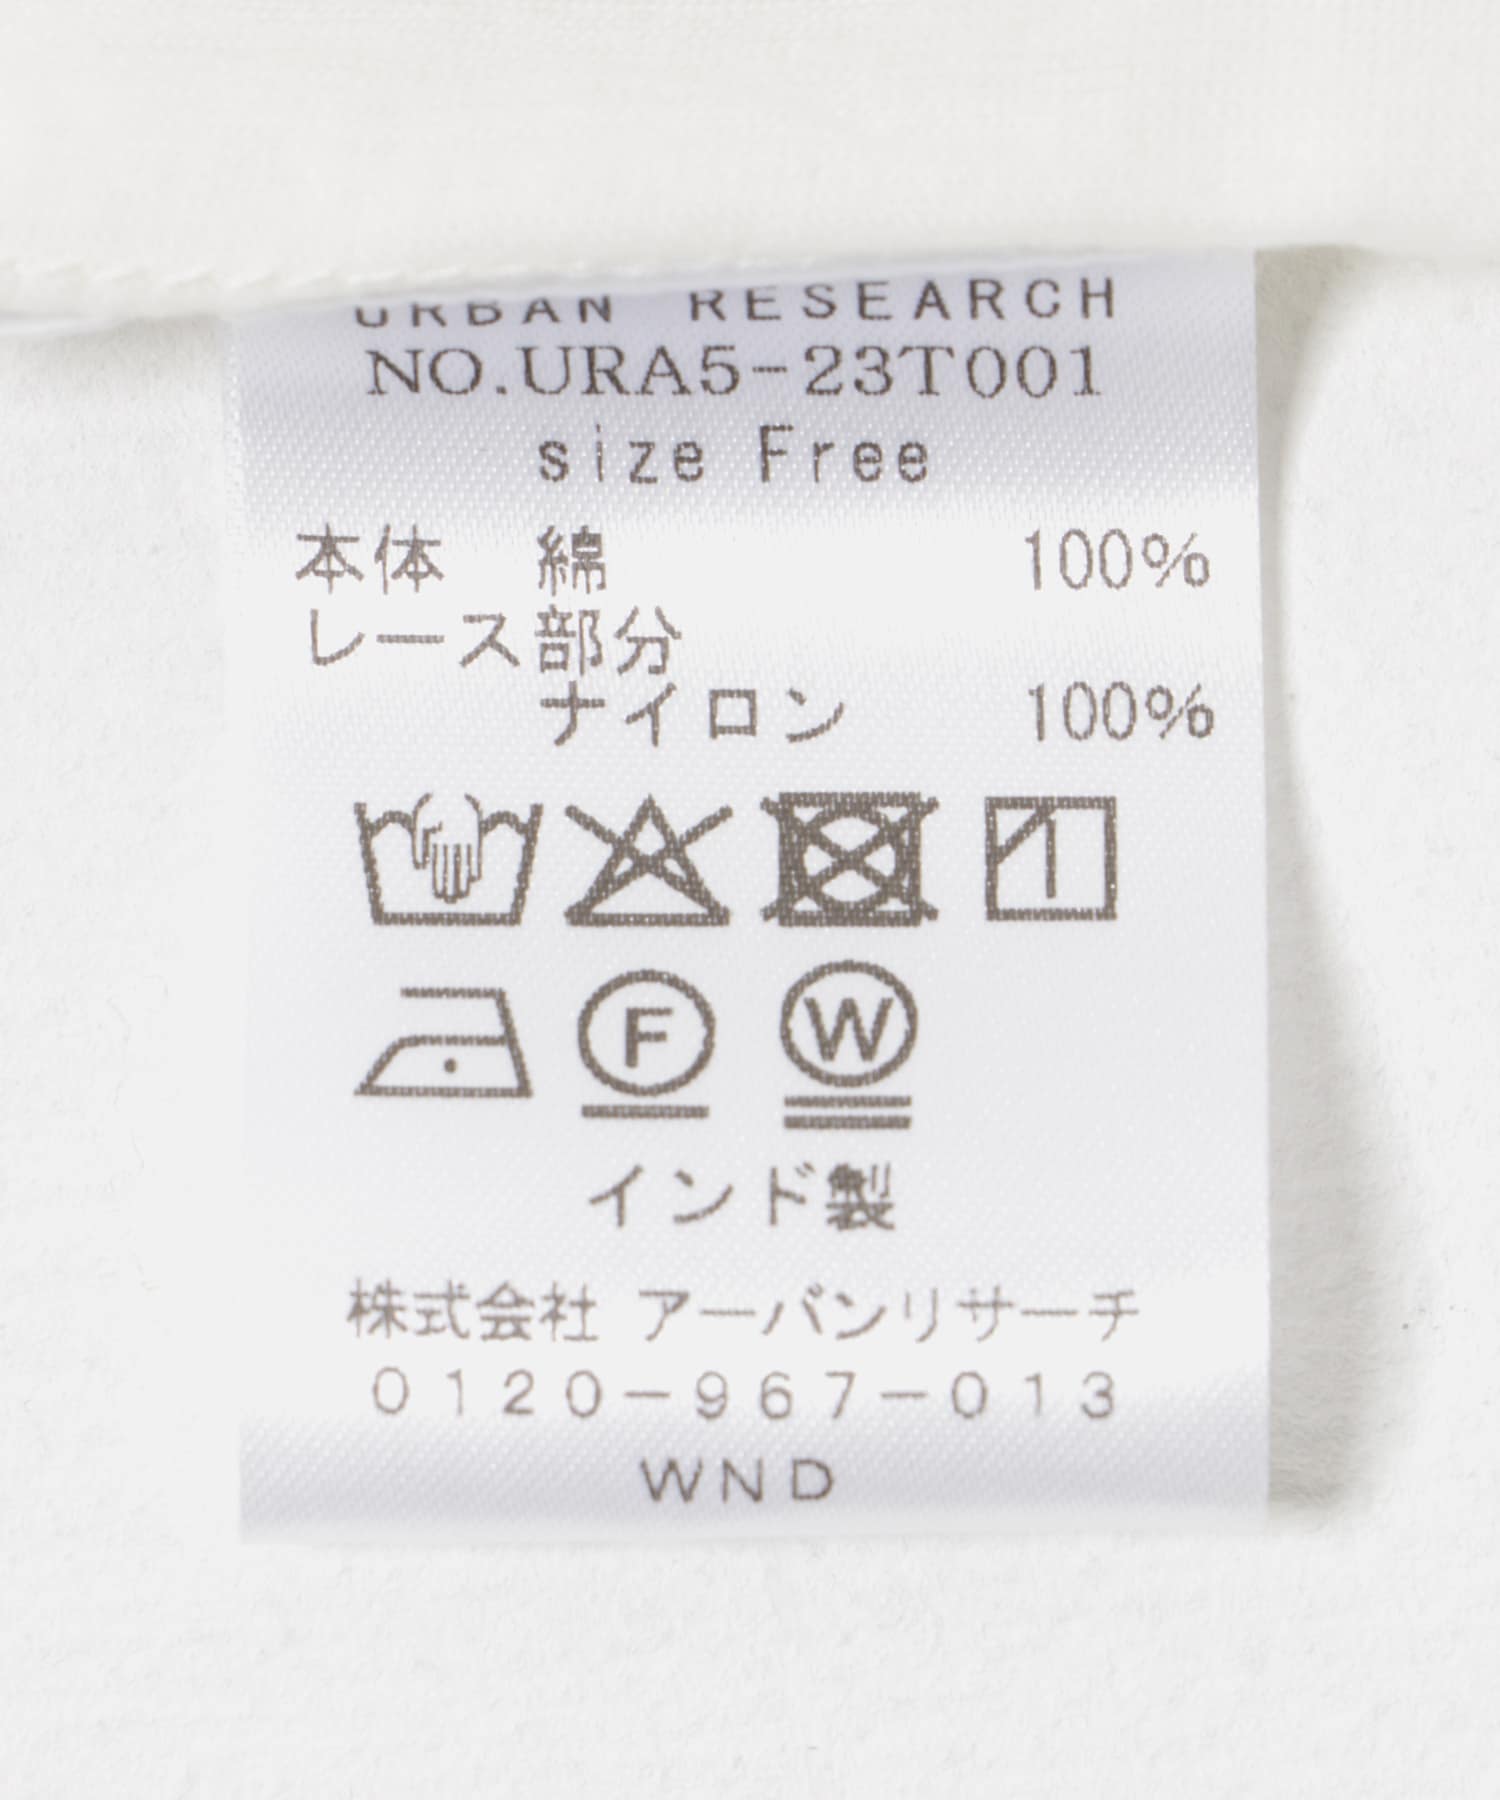 URBAN RESEARCH
NO.URA5-23T001
size Free
本体 綿 100%
レース部分
ナイロン 100%
F W
インド製
株式会社 アーバンリサーチ
0120-967-013
WND